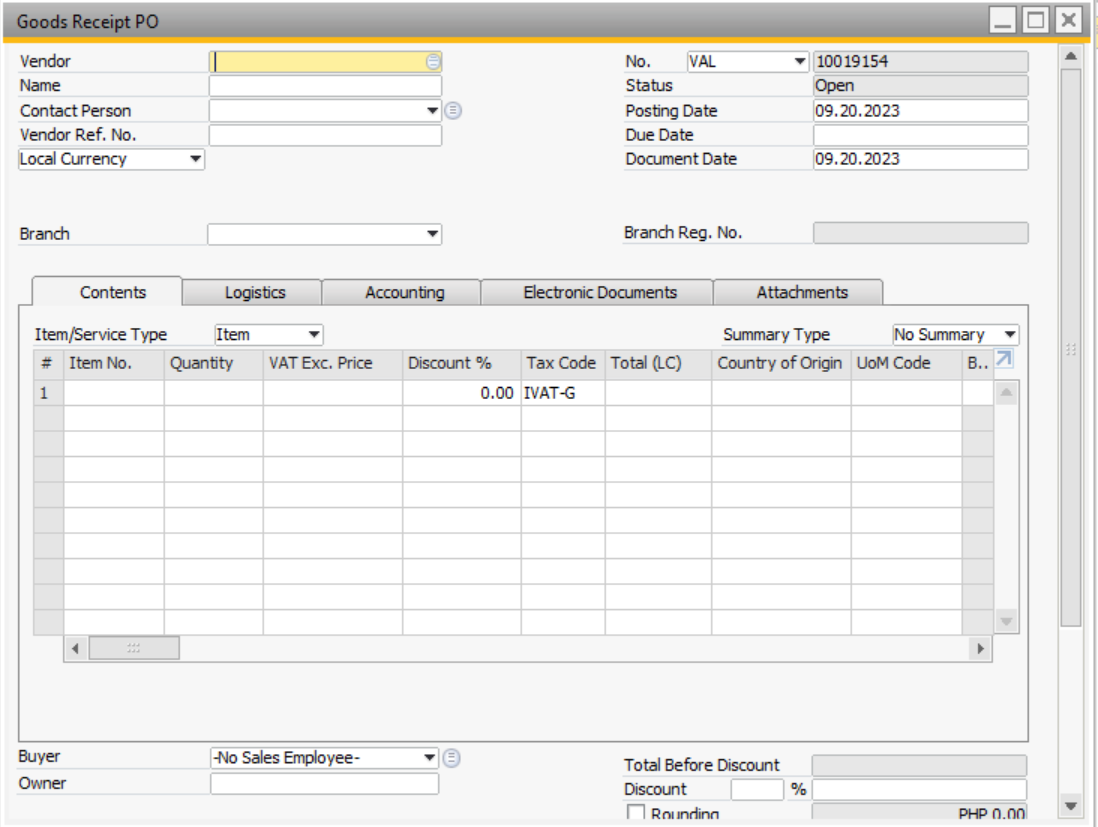 Goods Receipt PO
Vendor
No. VAL 10019154
Name
Status Open
Contact Person
Posting Date 09.20.2023
Vendor Ref. No.
Due Date
Local Currency
Document Date 09.20.2023
Branch
Branch Reg. No.
Contents Logistics Accounting Electronic Documents Attachments
Item/Service Type Item Summary Type No Summary
# Item No. Quantity VAT Exc. Price Discount % Tax Code Total (LC) Country of Origin UoM Code B..
1 0.00 IVAT-G
Buyer -No Sales Employee-
Total Before Discount
Owner
Discount %
Rounding PHP 0.00